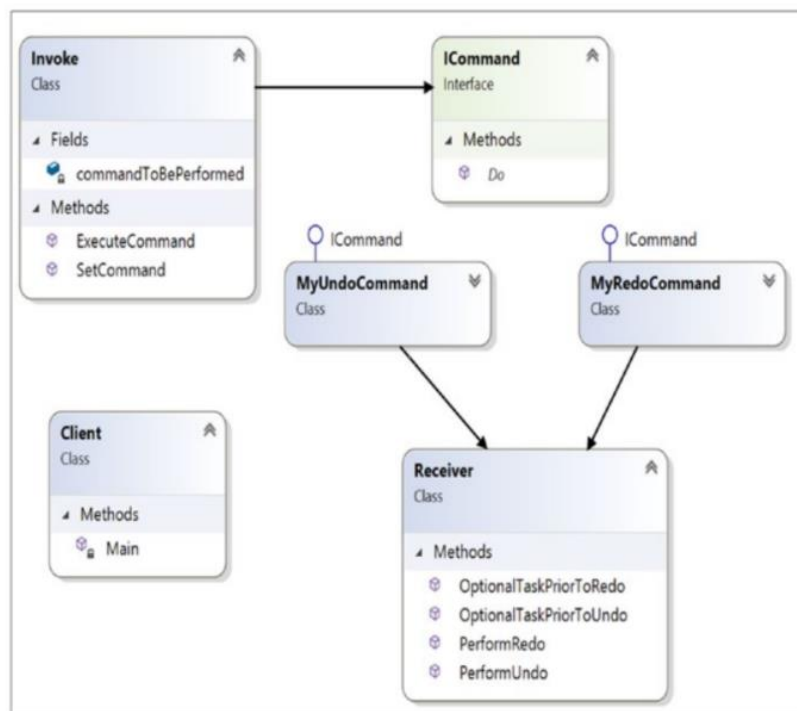 Invoke
Class
Fields
commandToBePerformed
Methods
ExecuteCommand
SetCommand
ICommand
Interface
Methods
Do
ICommand
MyUndoCommand
Class
ICommand
MyRedoCommand
Class
Client
Class
Methods
Main
Receiver
Class
Methods
OptionalTaskPriorToRedo
OptionalTaskPriorToUndo
PerformRedo
PerformUndo